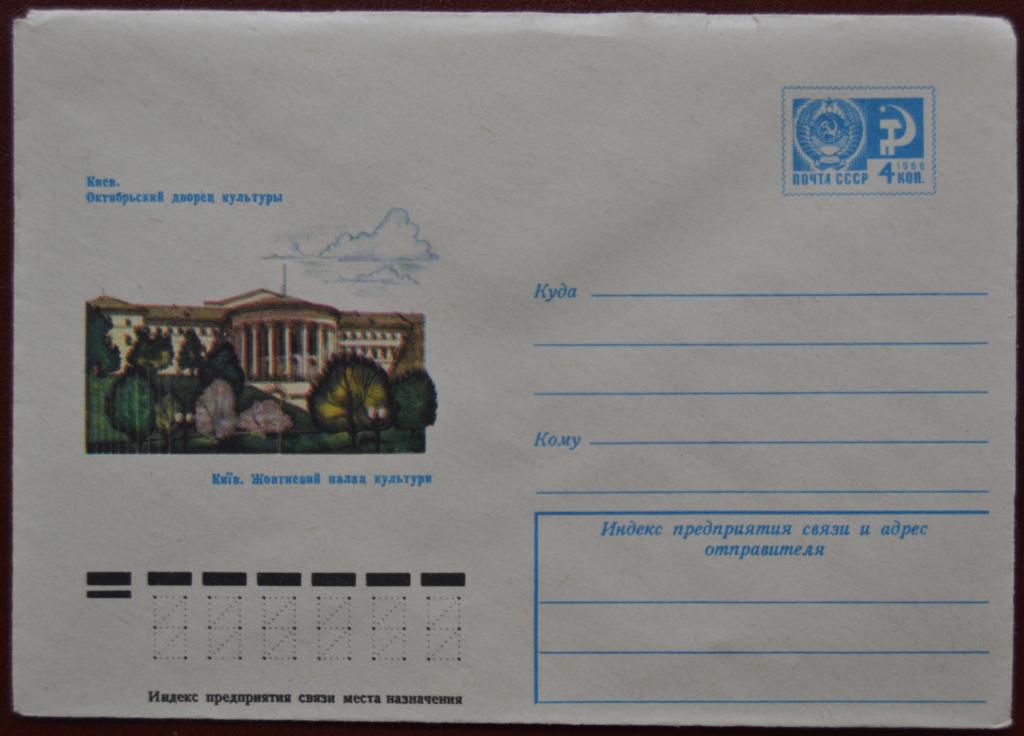 Киев.
Октябрьский дворец культуры
1966
ПОЧТА СССР 4 КОП.
Київ. Жовтневий палац культури
Куда
Кому
Индекс предприятия связи и адрес
отправителя
Индекс предприятия связи места назначения